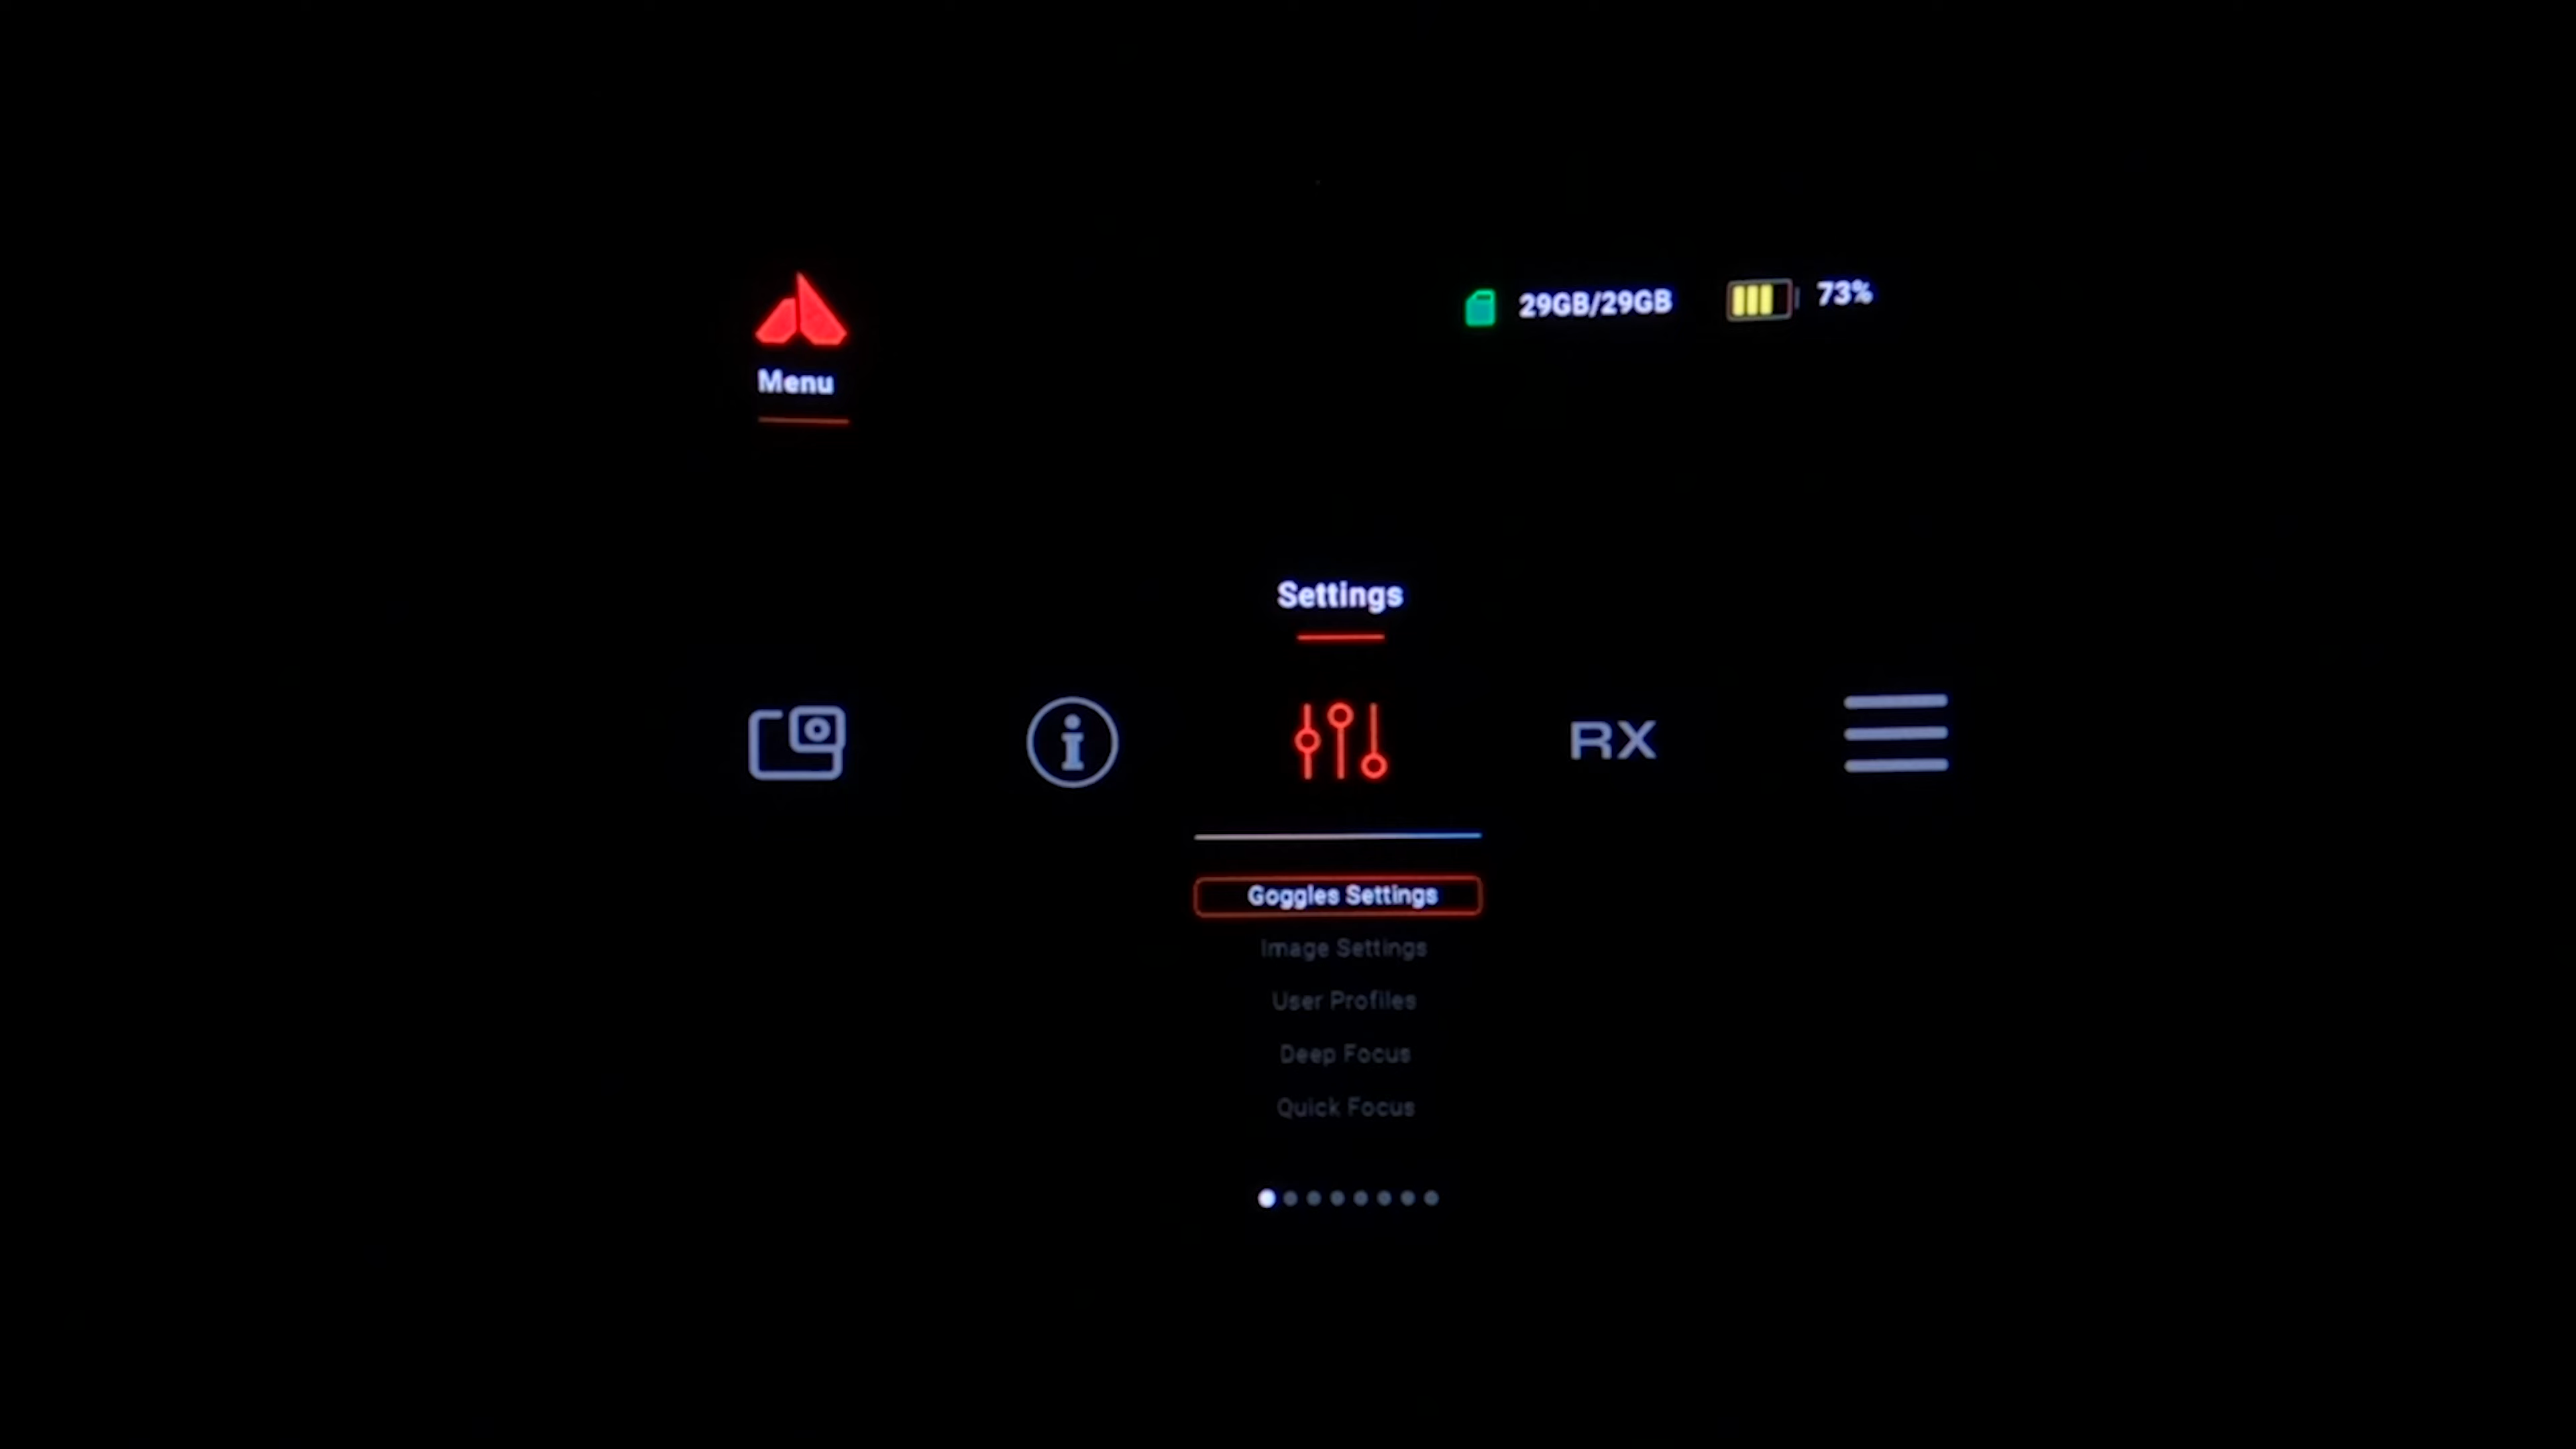 Menu
29GB/29GB 73%
Settings
RX
Goggles Settings
Image Settings
User Profiles
Deep Focus
Quick Focus